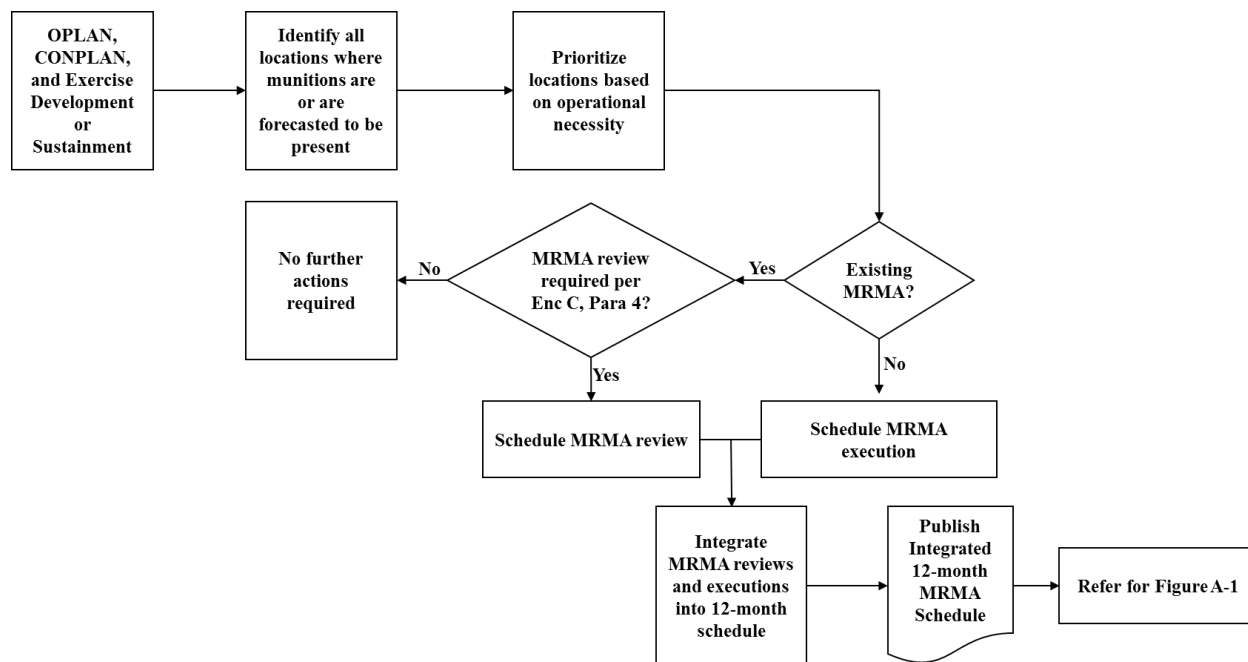 OPLAN,
CONPLAN,
and Exercise
Development
or
Sustainment
Identify all
locations where
munitions are
or are
forecasted to be
present
Prioritize
locations based
on operational
necessity
No further
actions
required
No
MRMA review
required per
Enc C, Para 4?
Yes
Existing
MRMA?
Yes
No
Schedule MRMA review
Schedule MRMA
execution
Integrate
MRMA reviews
and executions
into 12-month
schedule
Publish
Integrated
12-month
MRMA
Schedule
Refer for Figure A-1